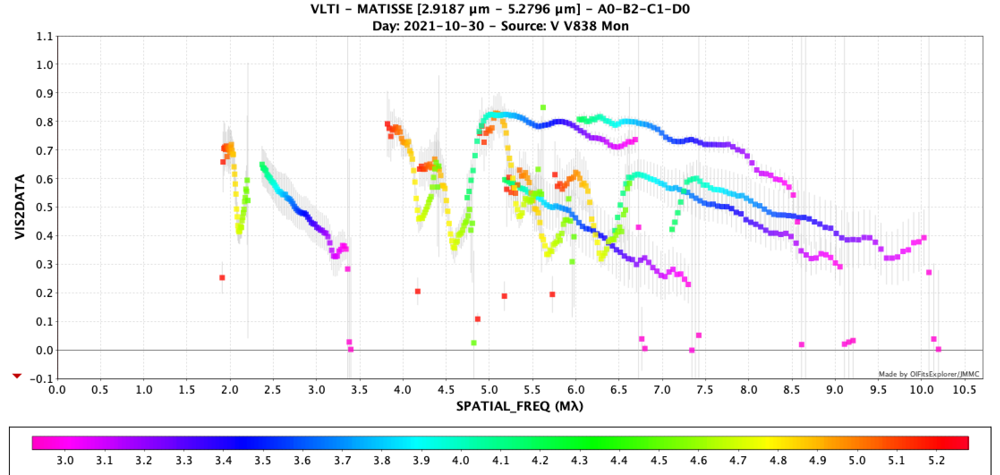 VLTI - MATISSE [2.9187 µm - 5.2796 µm] - A0-B2-C1-D0
Day: 2021-10-30 - Source: V V838 Mon
1.1
1.0
0.9
0.8
0.7
0.6
0.5
0.4
0.3
0.2
0.1
0.0
-0.1
VIS2DATA
Made by OIFitsExplorer/JMMC
0.0 0.5 1.0 1.5 2.0 2.5 3.0 3.5 4.0 4.5 5.0 5.5 6.0 6.5 7.0 7.5 8.0 8.5 9.0 9.5 10.0 10.5
SPATIAL_FREQ (Mλ)
3.0 3.1 3.2 3.3 3.4 3.5 3.6 3.7 3.8 3.9 4.0 4.1 4.2 4.3 4.4 4.5 4.6 4.7 4.8 4.9 5.0 5.1 5.2